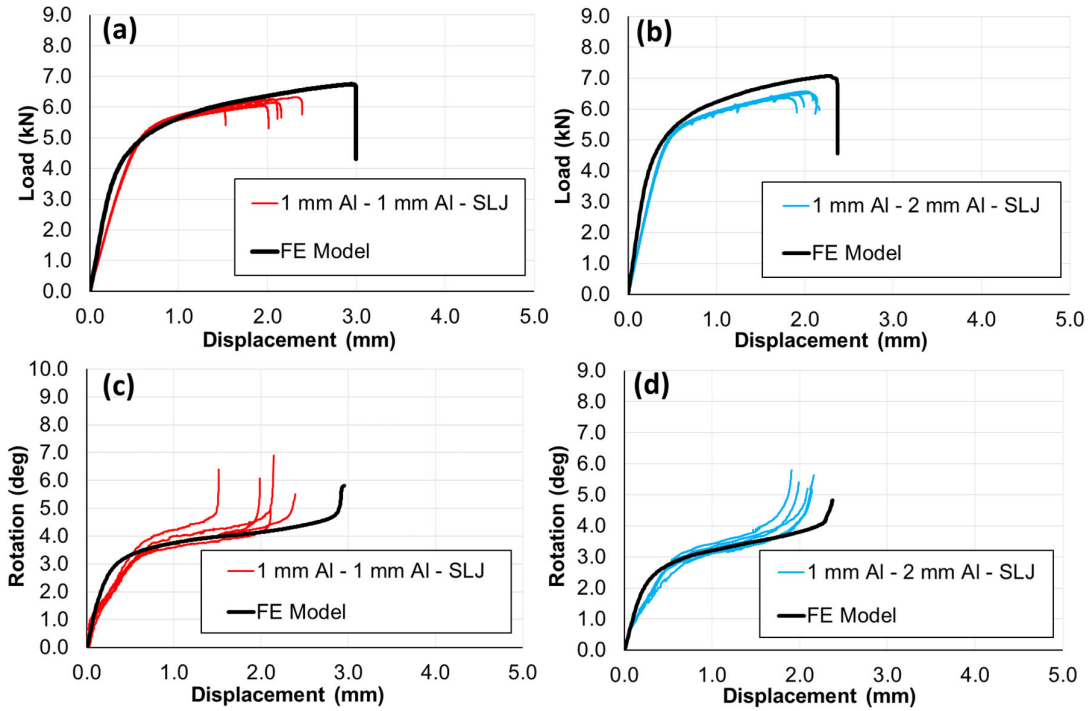 (a)
9.0
8.0
7.0
6.0
5.0
4.0
3.0
2.0
1.0
0.0
Load (kN)
1 mm Al - 1 mm Al - SLJ
FE Model
0.0 1.0 2.0 3.0 4.0 5.0
Displacement (mm)
(b)
9.0
8.0
7.0
6.0
5.0
4.0
3.0
2.0
1.0
0.0
Load (kN)
1 mm Al - 2 mm Al - SLJ
FE Model
0.0 1.0 2.0 3.0 4.0 5.0
Displacement (mm)
(c)
10.0
9.0
8.0
7.0
6.0
5.0
4.0
3.0
2.0
1.0
0.0
Rotation (deg)
1 mm Al - 1 mm Al - SLJ
FE Model
0.0 1.0 2.0 3.0 4.0 5.0
Displacement (mm)
(d)
9.0
8.0
7.0
6.0
5.0
4.0
3.0
2.0
1.0
0.0
Rotation (deg)
1 mm Al - 2 mm Al - SLJ
FE Model
0.0 1.0 2.0 3.0 4.0 5.0
Displacement (mm)